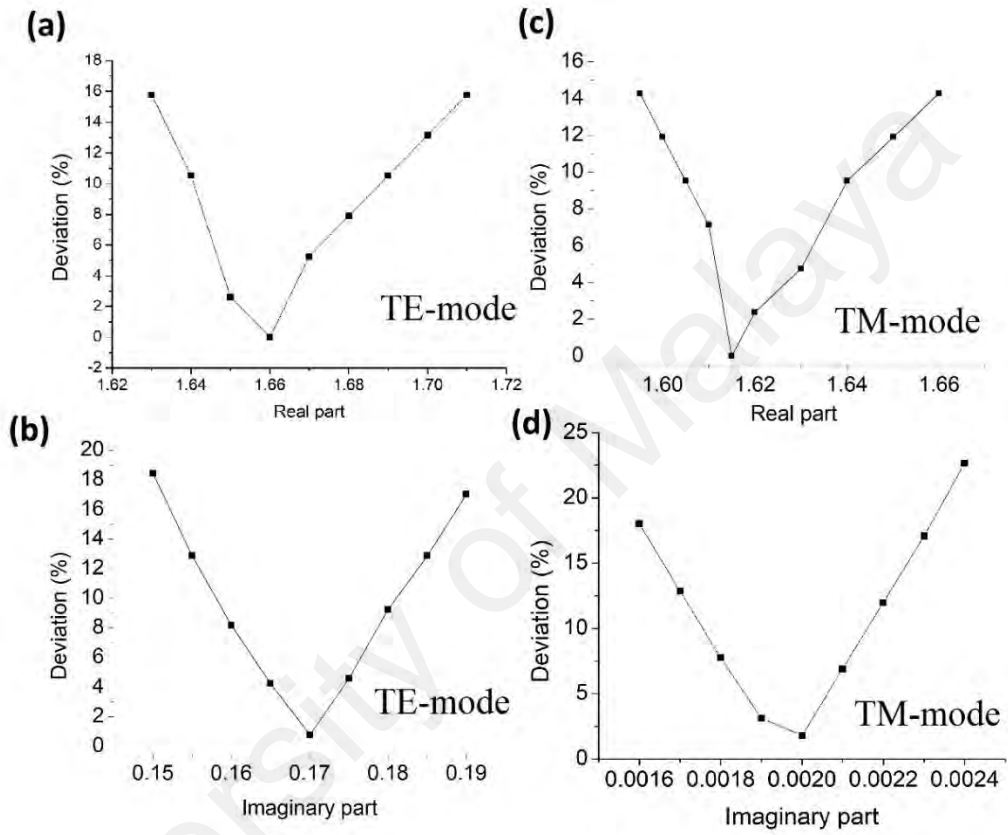 (a)
18
16
14
12
10
8
6
4
2
0
-2
Deviation (%)
TE-mode
1.62 1.64 1.66 1.68 1.70 1.72
Real part
(c)
16
14
12
10
8
6
4
2
0
Deviation (%)
TM-mode
1.60 1.62 1.64 1.66
Real part
(b)
20
18
16
14
12
10
8
6
4
2
0
Deviation (%)
TE-mode
0.15 0.16 0.17 0.18 0.19
Imaginary part
(d)
25
20
15
10
5
0
Deviation (%)
TM-mode
0.0016 0.0018 0.0020 0.0022 0.0024
Imaginary part
University of Malaya